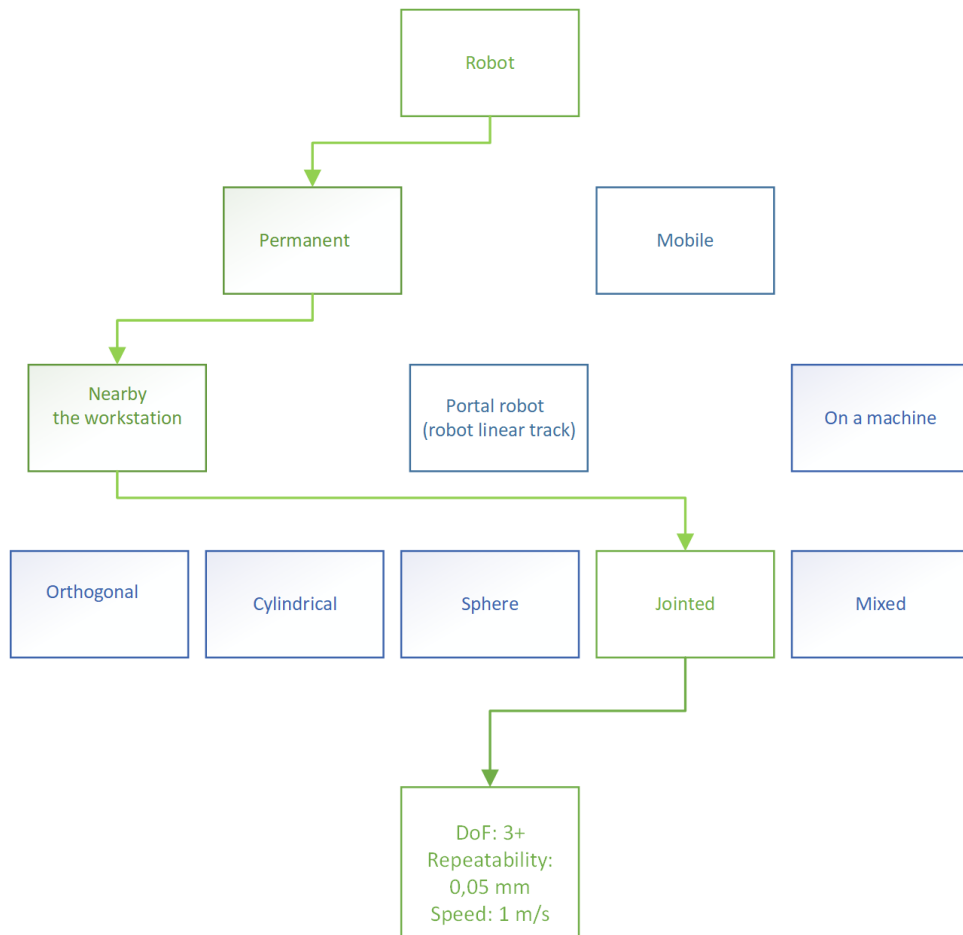 Robot
Permanent
Mobile
Nearby
the workstation
Portal robot
(robot linear track)
On a machine
Orthogonal
Cylindrical
Sphere
Jointed
Mixed
DoF: 3+
Repeatability:
0,05 mm
Speed: 1 m/s